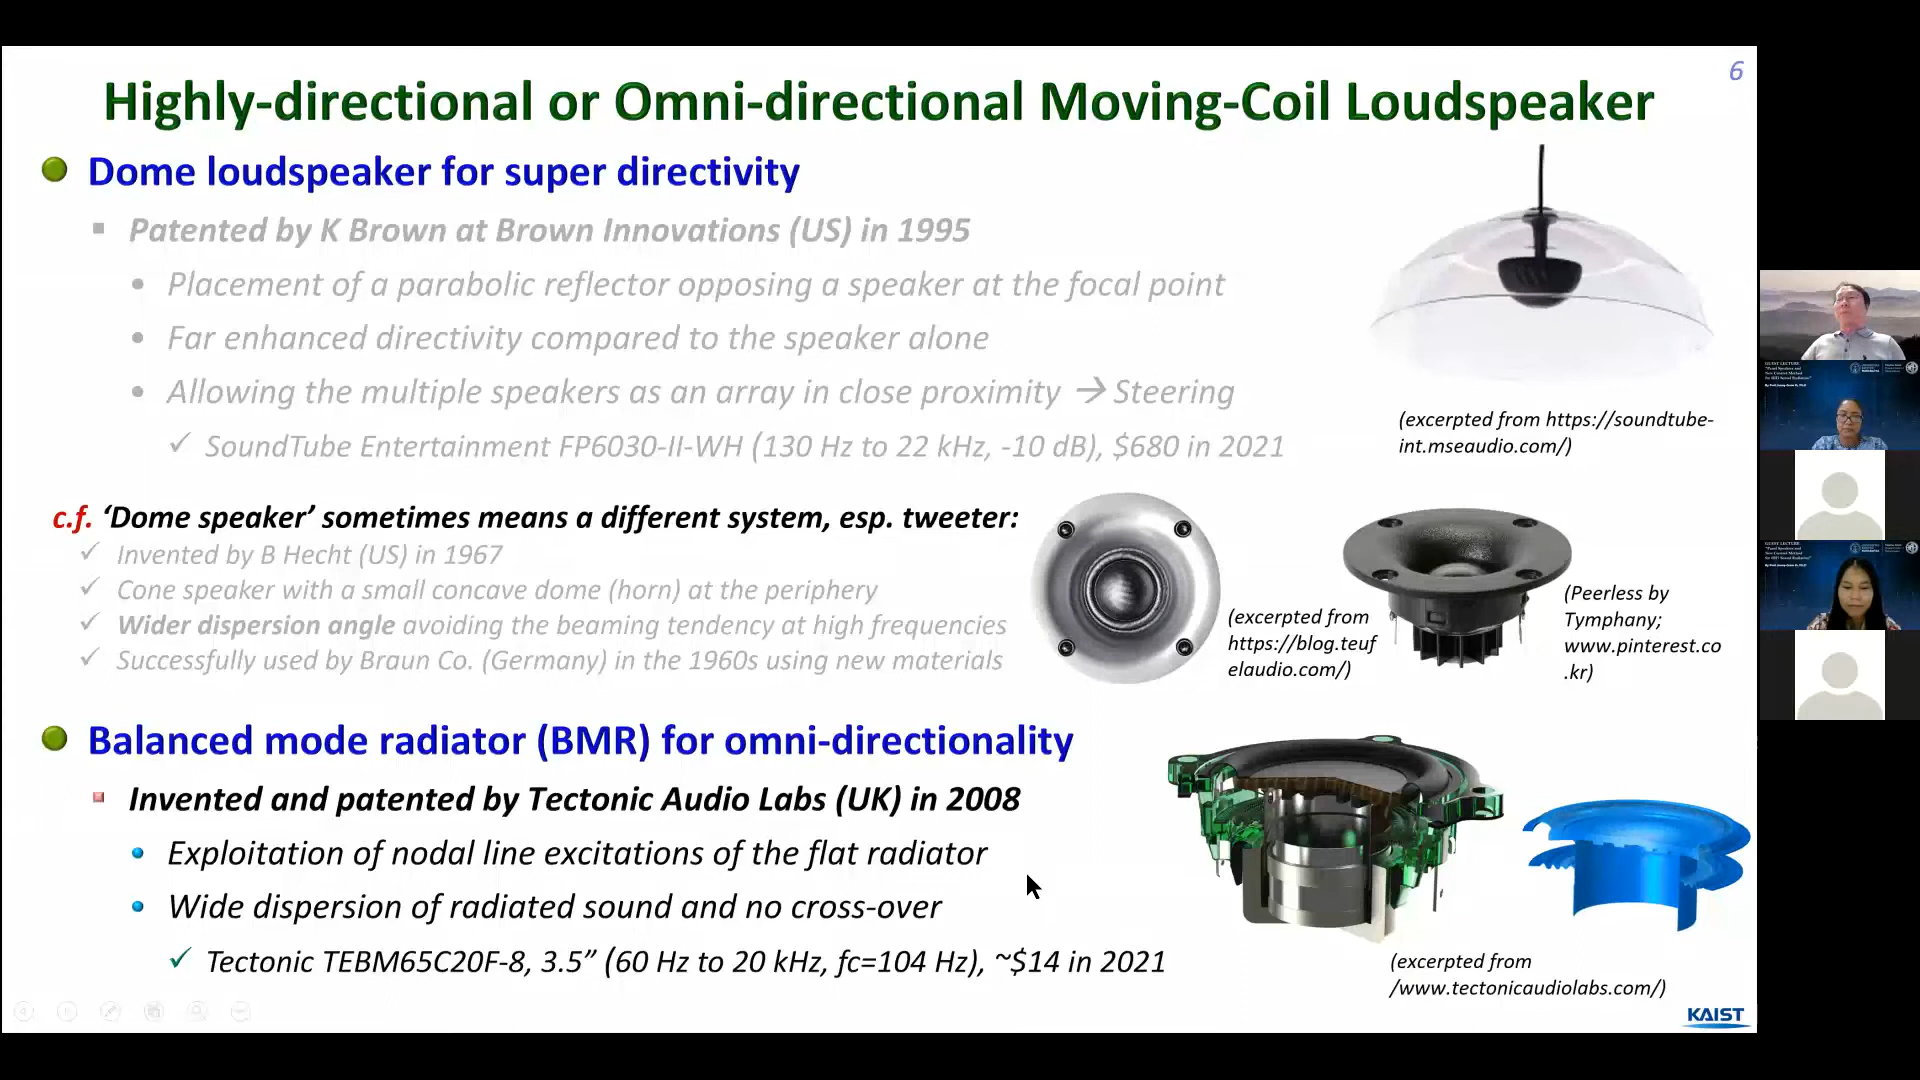 6
Highly-directional or Omni-directional Moving-Coil Loudspeaker
Dome loudspeaker for super directivity
Patented by K Brown at Brown Innovations (US) in 1995
Placement of a parabolic reflector opposing a speaker at the focal point
Far enhanced directivity compared to the speaker alone
Allowing the multiple speakers as an array in close proximity → Steering
✓ SoundTube Entertainment FP6030-II-WH (130 Hz to 22 kHz, -10 dB), $680 in 2021
(excerpted from https://soundtube-
int.mseaudio.com/)
c.f. ‘Dome speaker’ sometimes means a different system, esp. tweeter:
✓ Invented by B Hecht (US) in 1967
✓ Cone speaker with a small concave dome (horn) at the periphery
✓ Wider dispersion angle avoiding the beaming tendency at high frequencies
✓ Successfully used by Braun Co. (Germany) in the 1960s using new materials
(excerpted from
https://blog.teuf
elaudio.com/)
(Peerless by
Tymphany;
www.pinterest.co
.kr)
Balanced mode radiator (BMR) for omni-directionality
Invented and patented by Tectonic Audio Labs (UK) in 2008
Exploitation of nodal line excitations of the flat radiator
Wide dispersion of radiated sound and no cross-over
✓ Tectonic TEBM65C20F-8, 3.5” (60 Hz to 20 kHz, fc=104 Hz), ~$14 in 2021
(excerpted from
/www.tectonicaudiolabs.com/)
KAIST
GUEST LECTURE
GUEST LECTURE